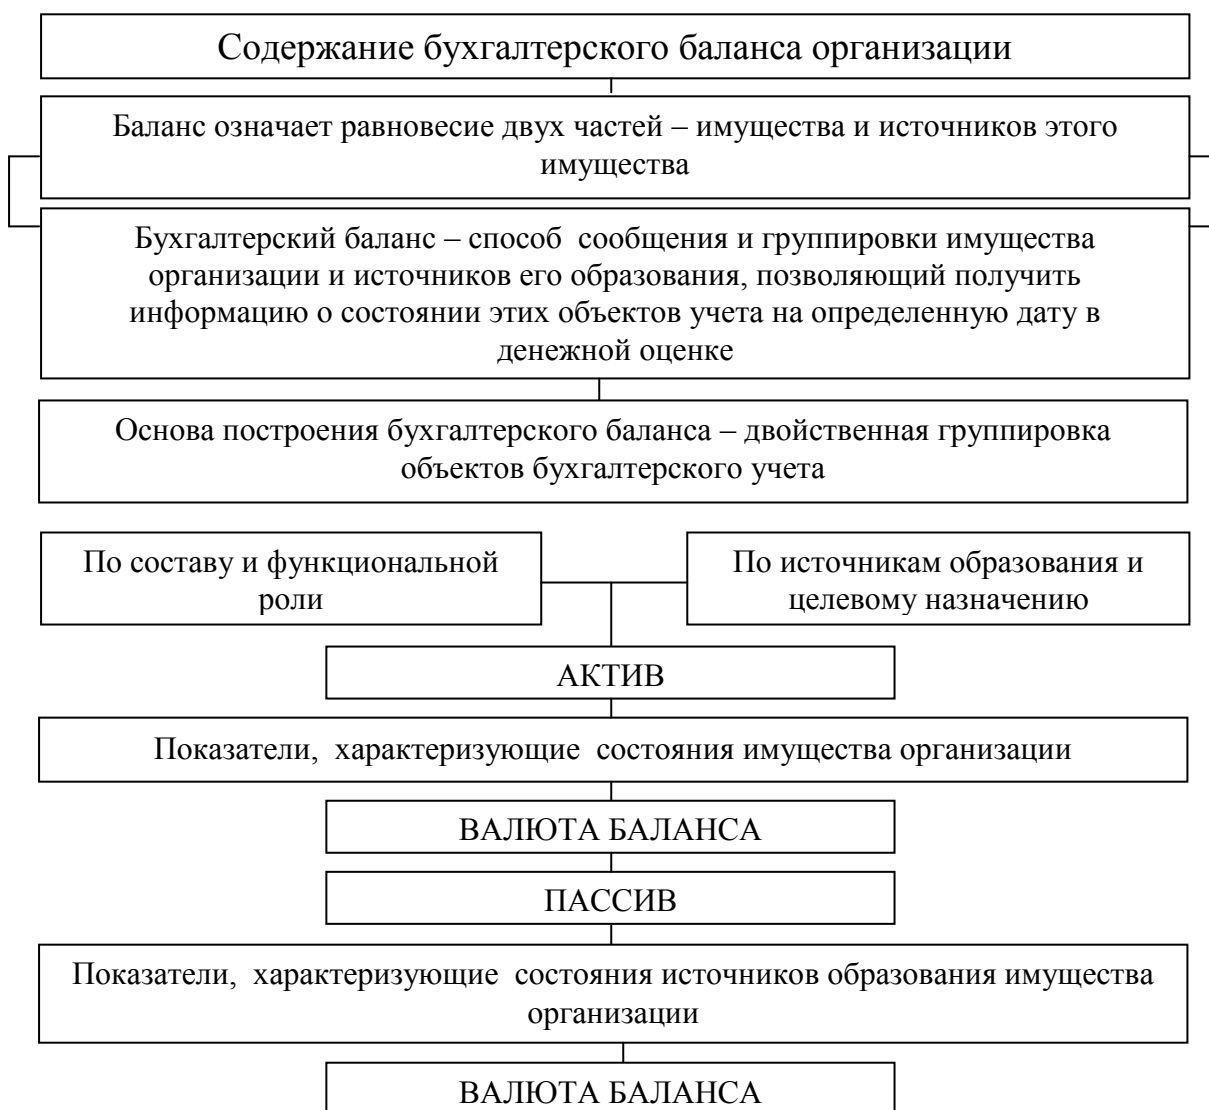 Содержание бухгалтерского баланса организации
Баланс означает равновесие двух частей – имущества и источников этого
имущества
Бухгалтерский баланс – способ сообщения и группировки имущества
организации и источников его образования, позволяющий получить
информацию о состоянии этих объектов учета на определенную дату в
денежной оценке
Основа построения бухгалтерского баланса – двойственная группировка
объектов бухгалтерского учета
По составу и функциональной
роли
По источникам образования и
целевому назначению
АКТИВ
Показатели, характеризующие состояния имущества организации
ВАЛЮТА БАЛАНСА
ПАССИВ
Показатели, характеризующие состояния источников образования имущества
организации
ВАЛЮТА БАЛАНСА